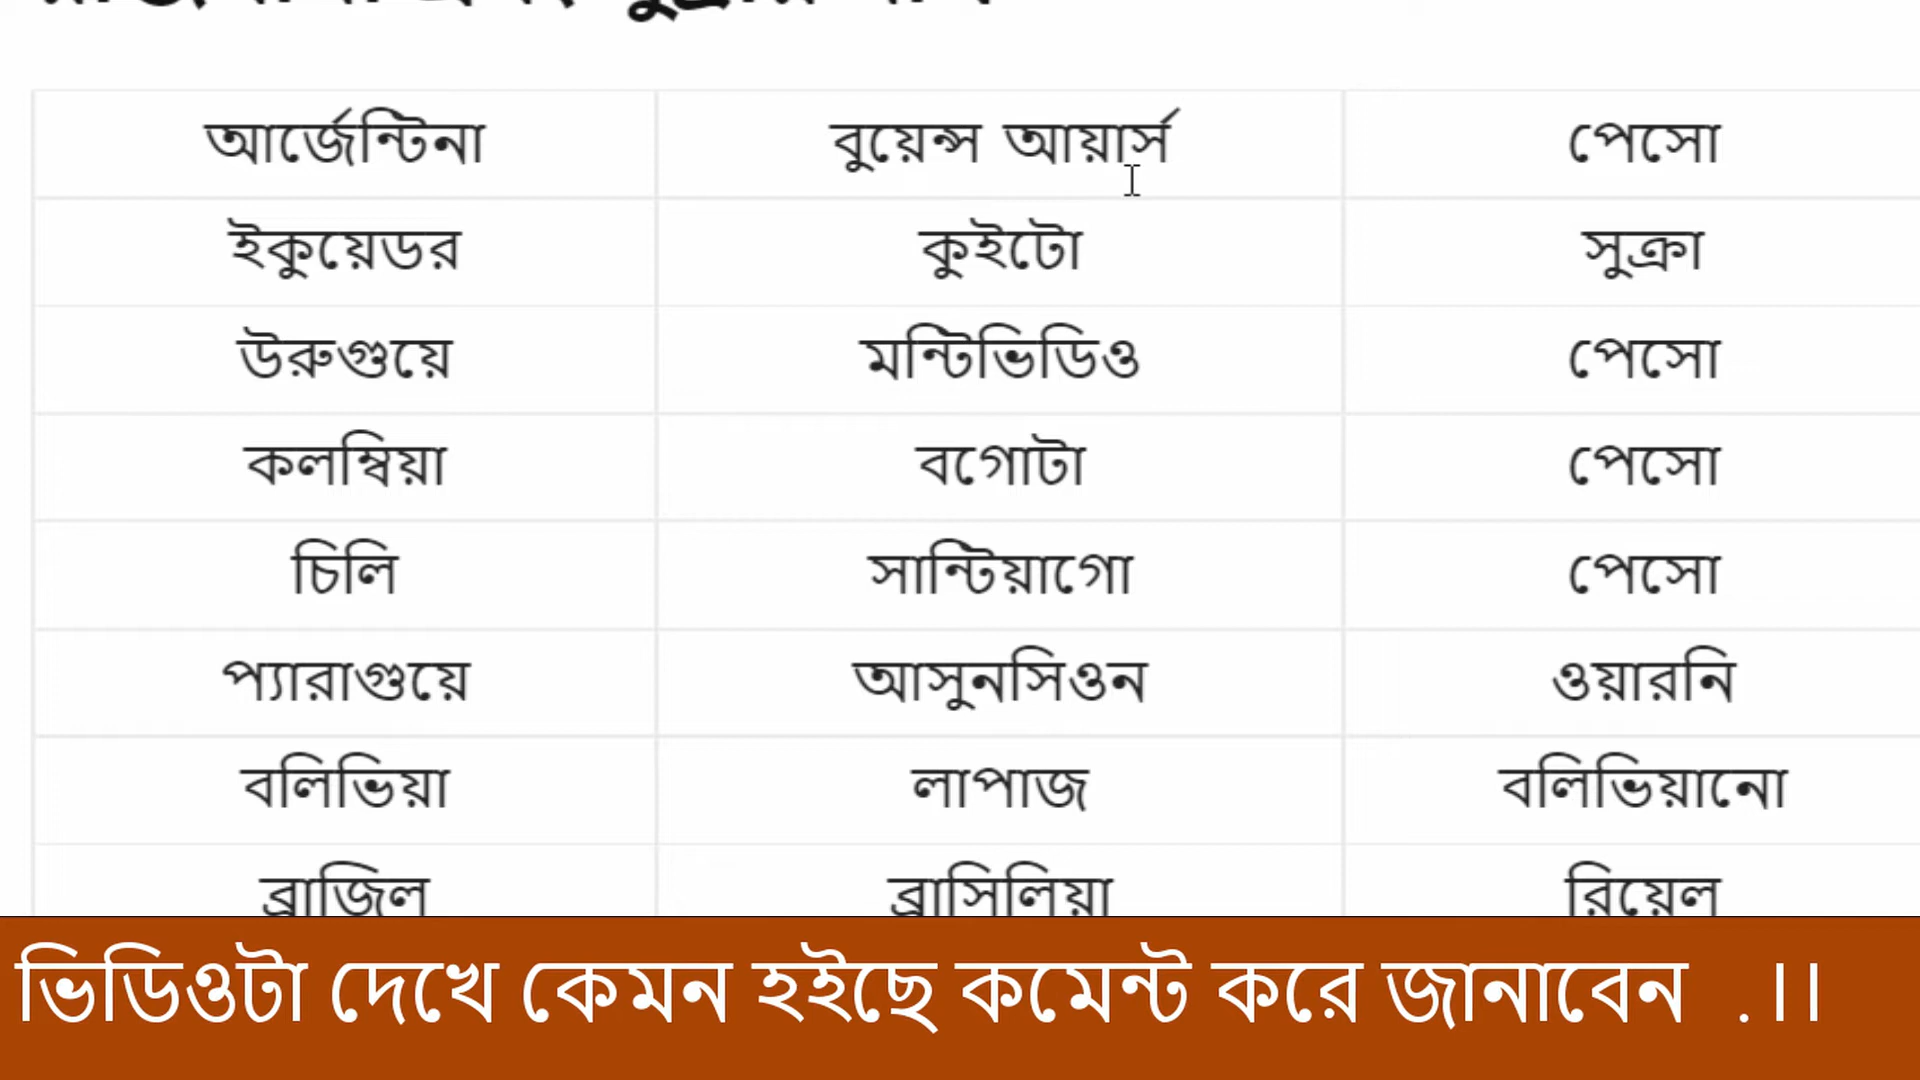 আর্জেন্টিনা বুয়েন্স আয়ার্স পেসো
ইকুয়েডর কুইটো সুক্রা
উরুগুয়ে মন্টিভিডিও পেসো
কলম্বিয়া বগোটা পেসো
চিলি সান্টিয়াগো পেসো
প্যারাগুয়ে আসুনসিওন ওয়ারনি
বলিভিয়া লাপাজ বলিভিয়ানো
ব্রাজিল ব্রাসিলিয়া রিয়েল
ভিডিওটা দেখে কেমন হইছে কমেন্ট করে জানাবেন .।।